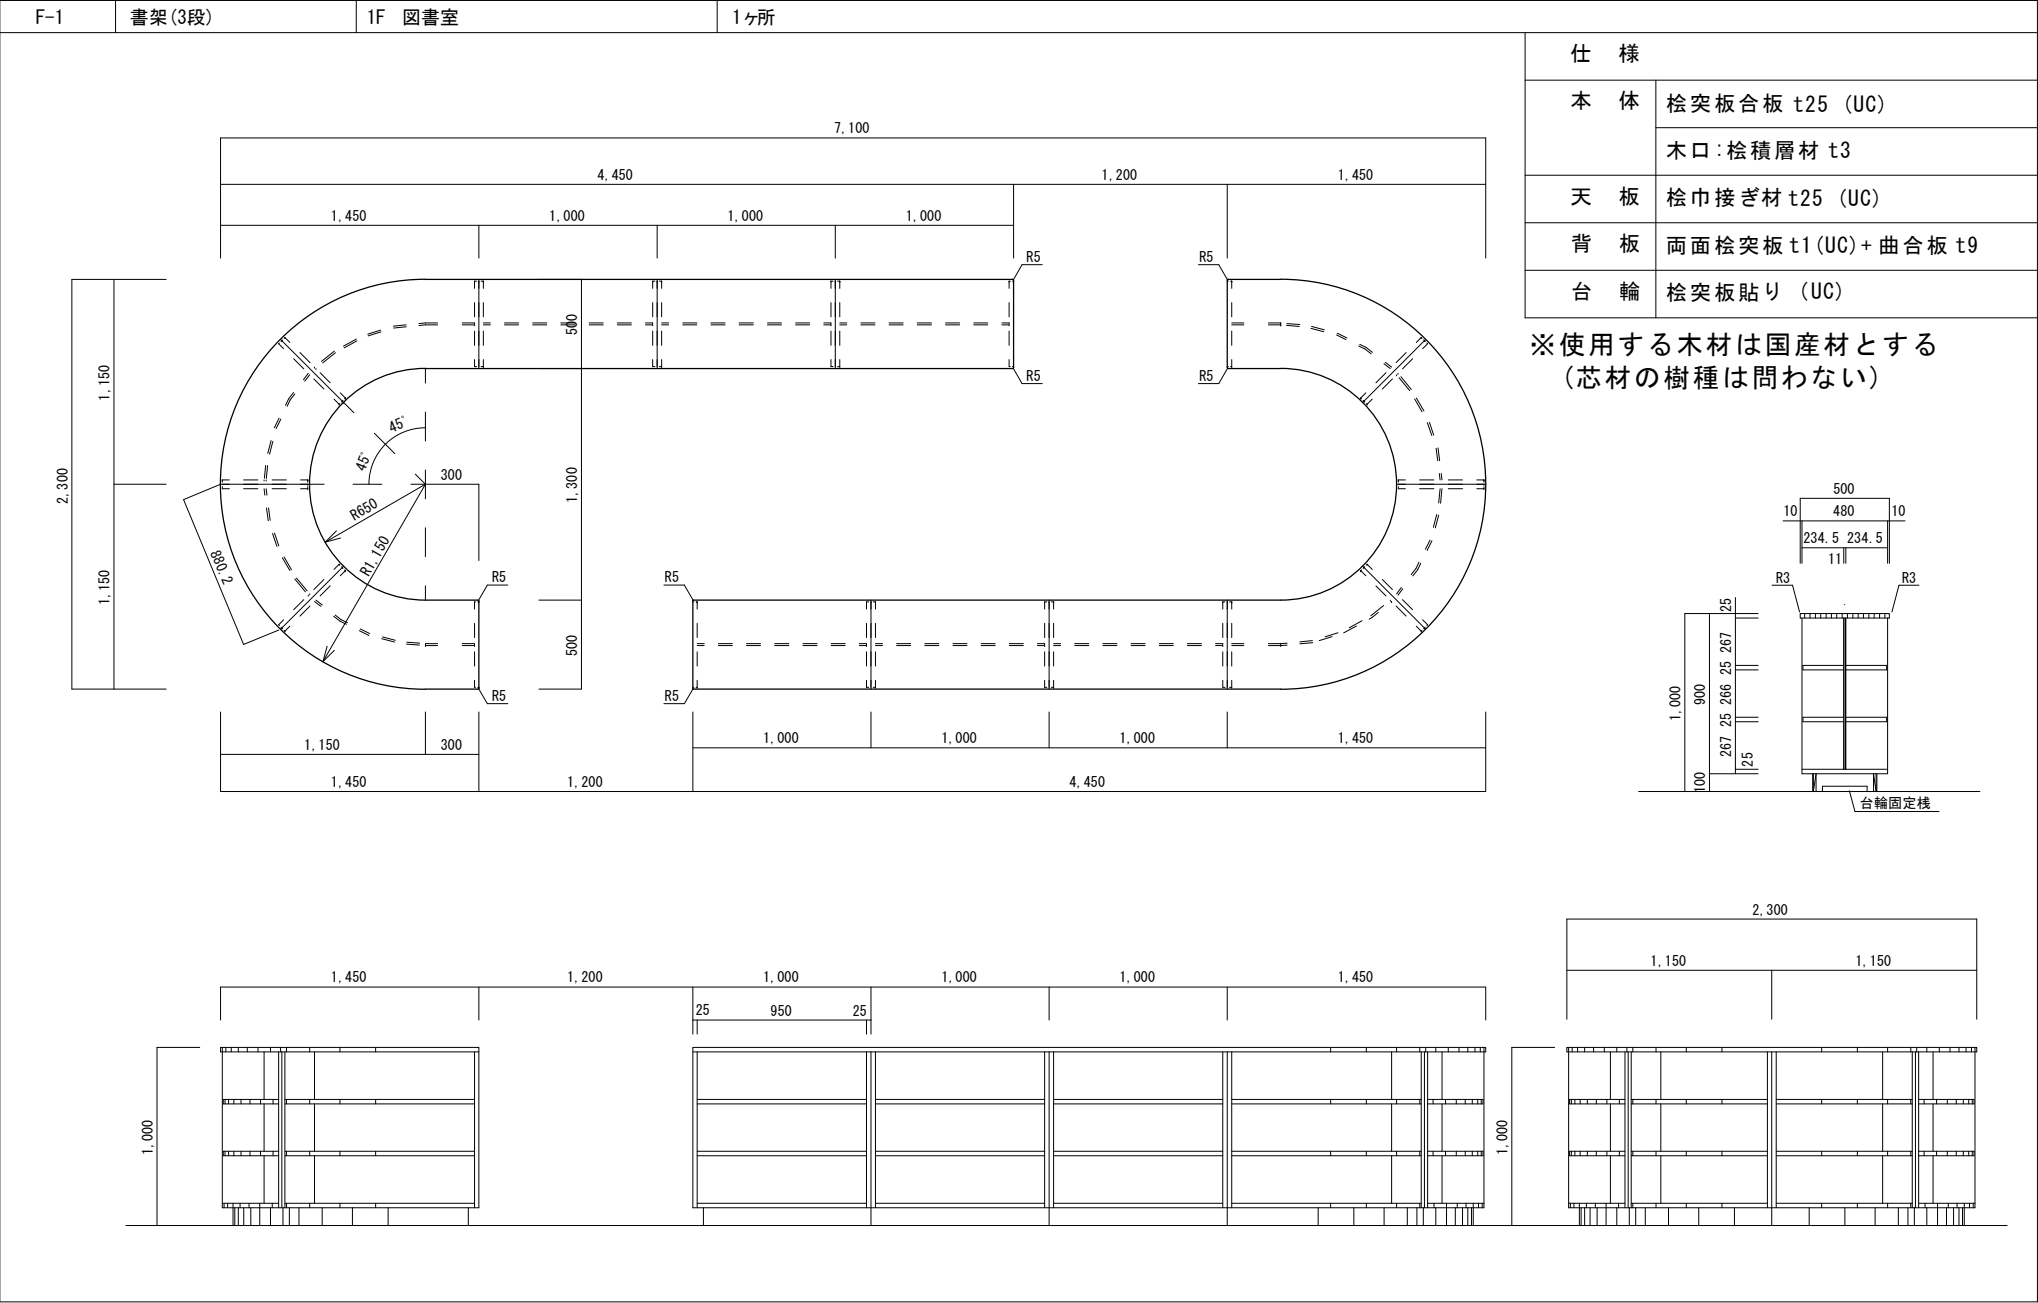 F-1 書架(3段) 1F 図書室 1ヶ所
仕 様
本 体 桧突板合板 t25 (UC)
木口:桧積層材 t3
天 板 桧巾接ぎ材 t25 (UC)
背 板 両面桧突板 t1(UC)+ 曲合板 t9
台 輪 桧突板貼り (UC)
※使用する木材は国産材とする
(芯材の樹種は問わない)
7,100
4,450 1,200 1,450
1,450 1,000 1,000 1,000
R5 R5
500
R5 R5
2,300
1,150
1,150
45°
45°
300
1,300
R650
R1,150
880.2
R5 R5
500
R5 R5
1,150 300
1,000 1,000 1,000 1,450
1,450 1,200 4,450
500
10 480 10
234.5 234.5
11
R3 R3
25
267
25
266
25
267
25
900
1,000
100
台輪固定桟
1,450 1,200 1,000 1,000 1,000 1,450
25 950 25
1,000
1,000
2,300
1,150 1,150